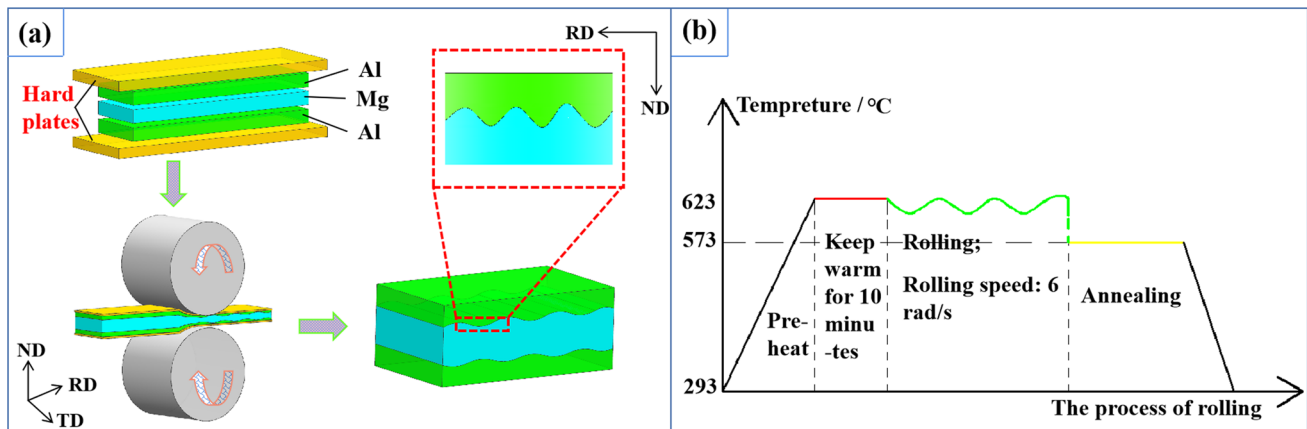 (a)
Hard
plates
Al
Mg
Al
RD
ND
ND
RD
TD
(b)
Tempreture / °C
623
573
293
Pre-
heat
Keep
warm
for 10
minu
-tes
Rolling;
Rolling speed: 6
rad/s
Annealing
The process of rolling